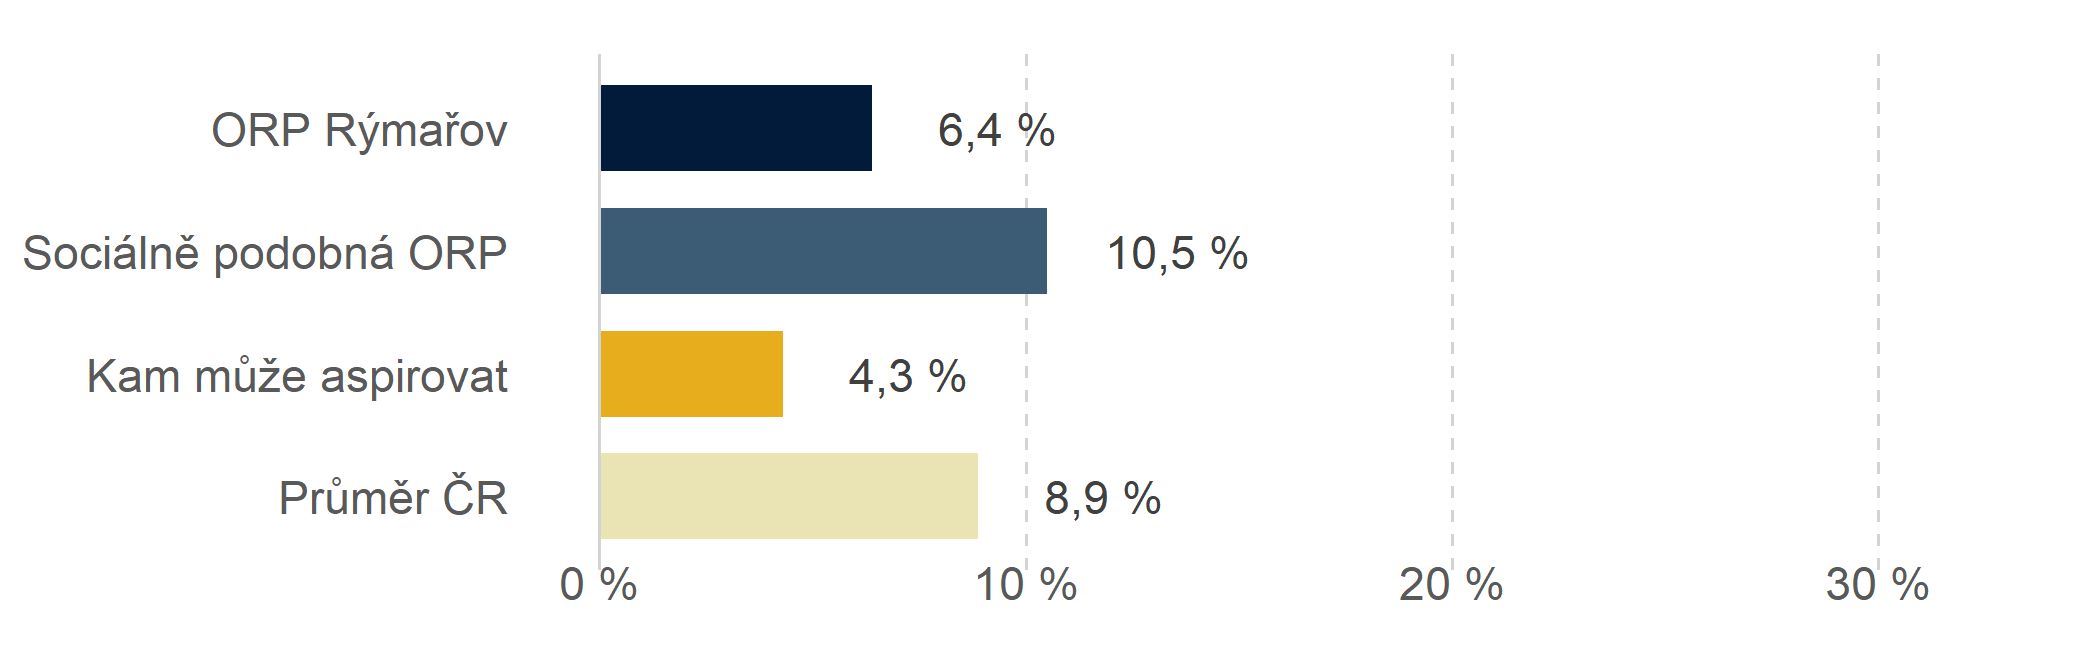 ORP Rýmařov 6,4 %
Sociálně podobná ORP 10,5 %
Kam může aspirovat 4,3 %
Průměr ČR 8,9 %
0 % 10 % 20 % 30 %